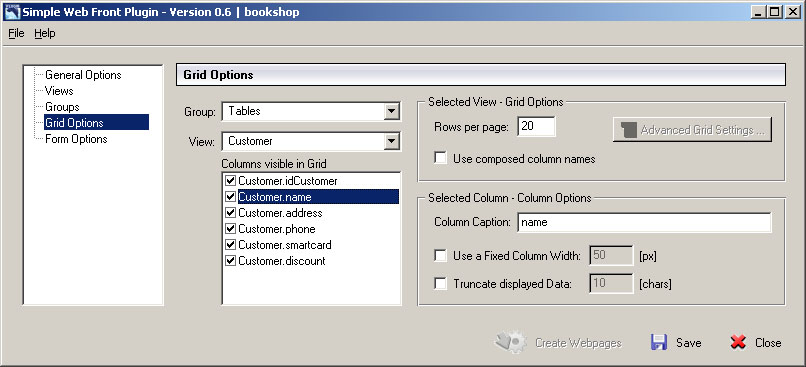 Simple Web Front Plugin - Version 0.6 | bookshop
File Help
General Options
Views
Groups
Grid Options
Form Options
Grid Options
Group: Tables
View: Customer
Columns visible in Grid
Customer.idCustomer
Customer.name
Customer.address
Customer.phone
Customer.smartcard
Customer.discount
Selected View - Grid Options
Rows per page: 20
Advanced Grid Settings ...
Use composed column names
Selected Column - Column Options
Column Caption: name
Use a Fixed Column Width: 50 [px]
Truncate displayed Data: 10 [chars]
Create Webpages Save Close